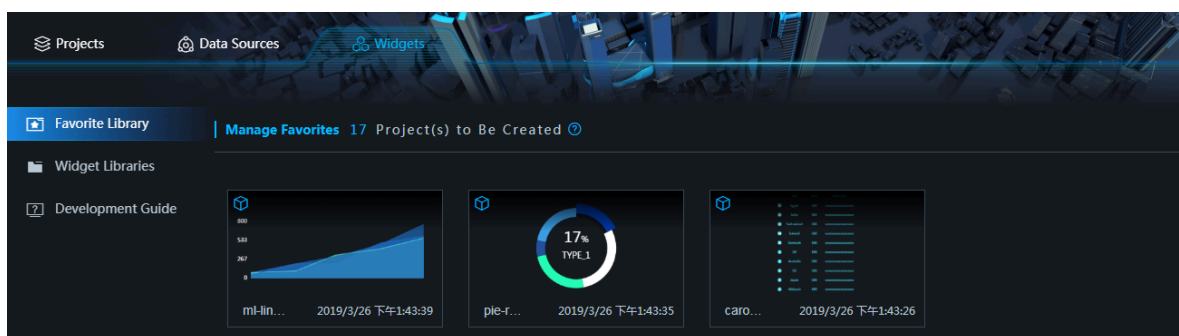 Projects
Data Sources
Widgets
Favorite Library
Manage Favorites 17 Project(s) to Be Created
Widget Libraries
Development Guide
800
533
267
0
17%
TYPE_1
ml-lin... 2019/3/26 下午1:43:39
pie-r... 2019/3/26 下午1:43:35
caro... 2019/3/26 下午1:43:26